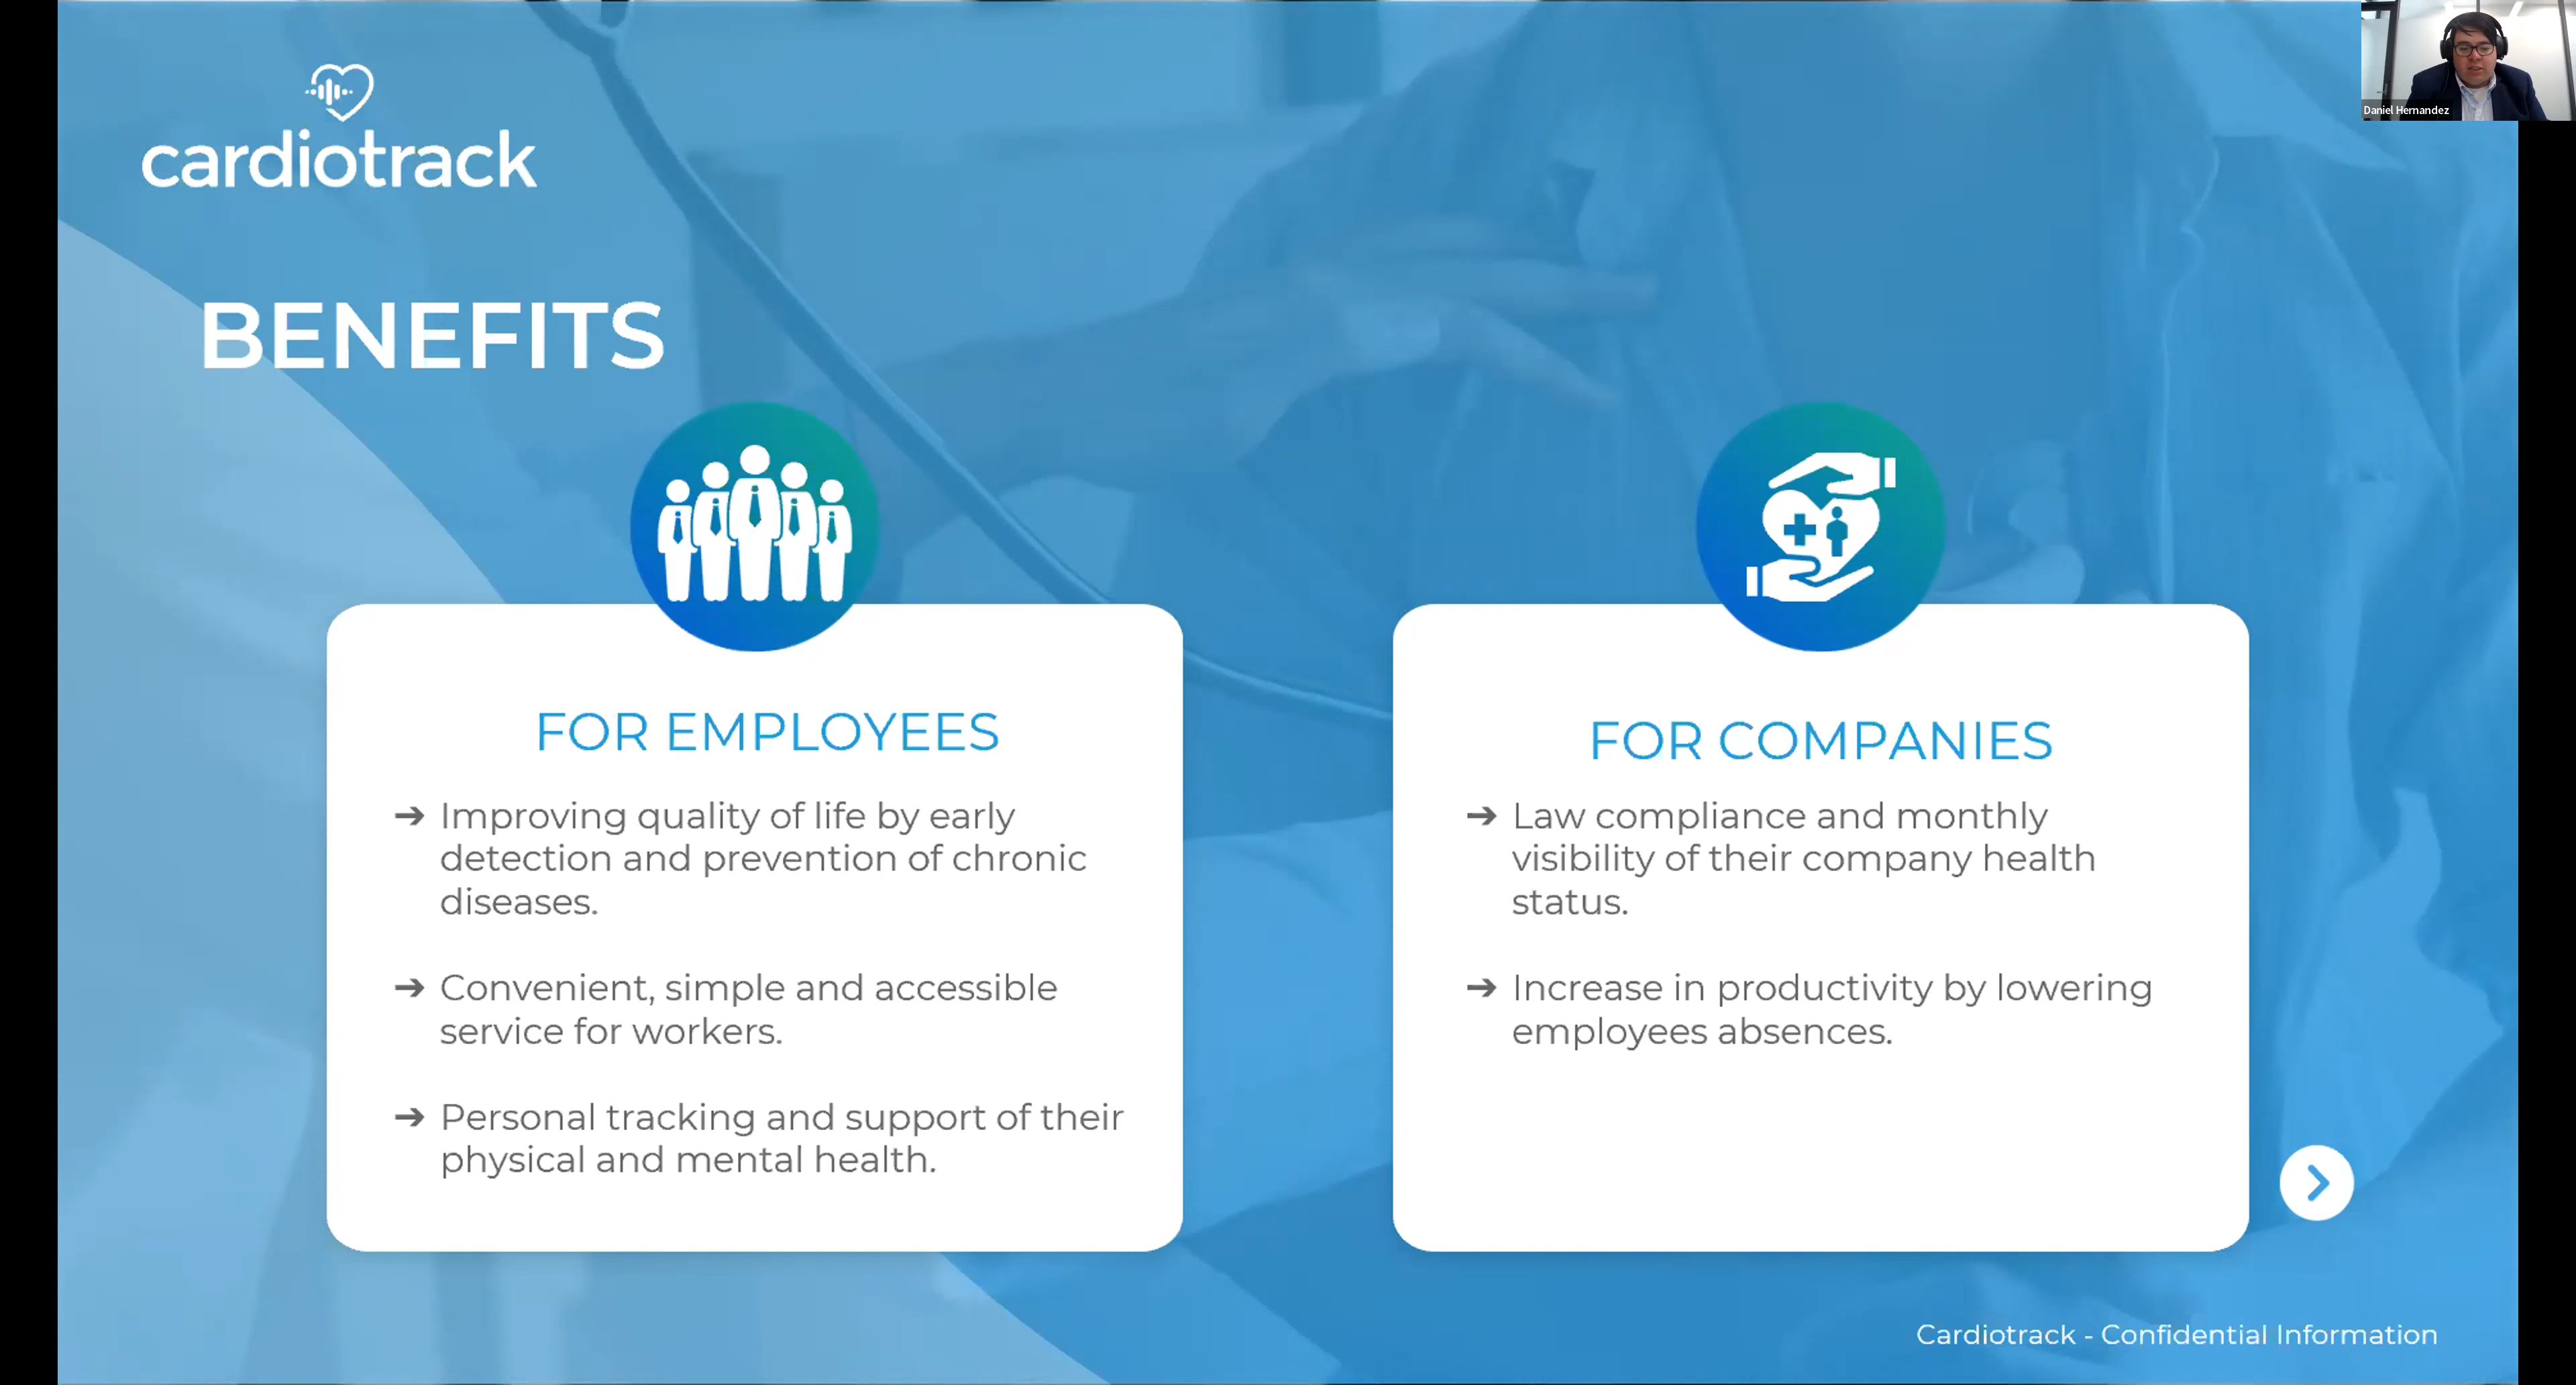 cardiotrack
Daniel Hernandez
BENEFITS
FOR EMPLOYEES
➔ Improving quality of life by early
detection and prevention of chronic
diseases.
➔ Convenient, simple and accessible
service for workers.
➔ Personal tracking and support of their
physical and mental health.
FOR COMPANIES
➔ Law compliance and monthly
visibility of their company health
status.
➔ Increase in productivity by lowering
employees absences.
Cardiotrack - Confidential Information